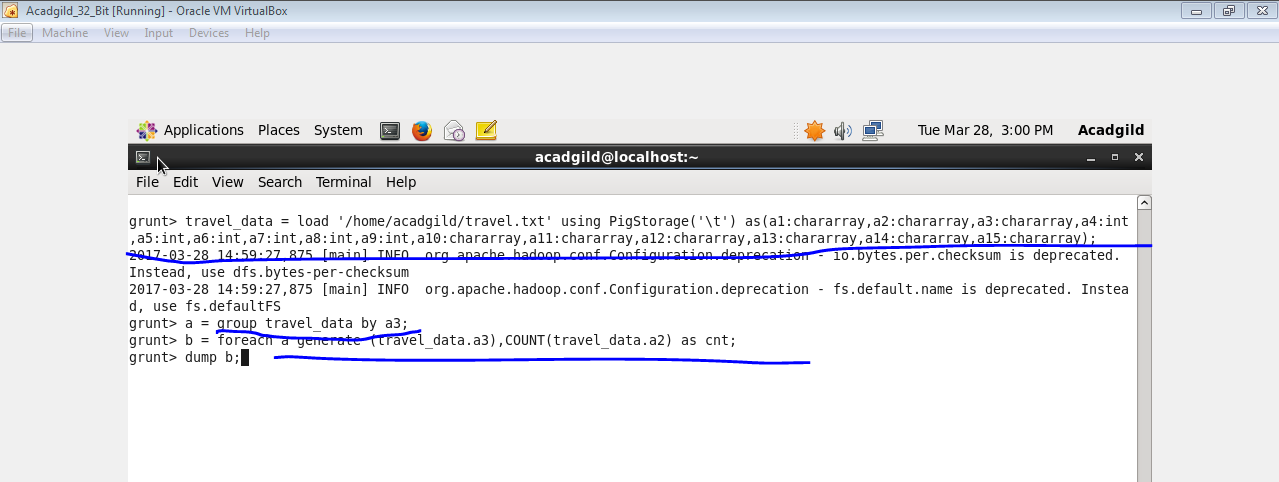 Acadgild_32_Bit [Running] - Oracle VM VirtualBox
File Machine View Input Devices Help
Applications Places System Tue Mar 28, 3:00 PM Acadgild
acadgild@localhost:~
File Edit View Search Terminal Help
grunt> travel_data = load '/home/acadgild/travel.txt' using PigStorage('\t') as(a1:chararray,a2:chararray,a3:chararray,a4:int
,a5:int,a6:int,a7:int,a8:int,a9:int,a10:chararray,a11:chararray,a12:chararray,a13:chararray,a14:chararray,a15:chararray);
2017-03-28 14:59:27,875 [main] INFO  org.apache.hadoop.conf.Configuration.deprecation - io.bytes.per.checksum is deprecated.
Instead, use dfs.bytes-per-checksum
2017-03-28 14:59:27,875 [main] INFO  org.apache.hadoop.conf.Configuration.deprecation - fs.default.name is deprecated. Instea
d, use fs.defaultFS
grunt> a = group travel_data by a3;
grunt> b = foreach a generate (travel_data.a3),COUNT(travel_data.a2) as cnt;
grunt> dump b;